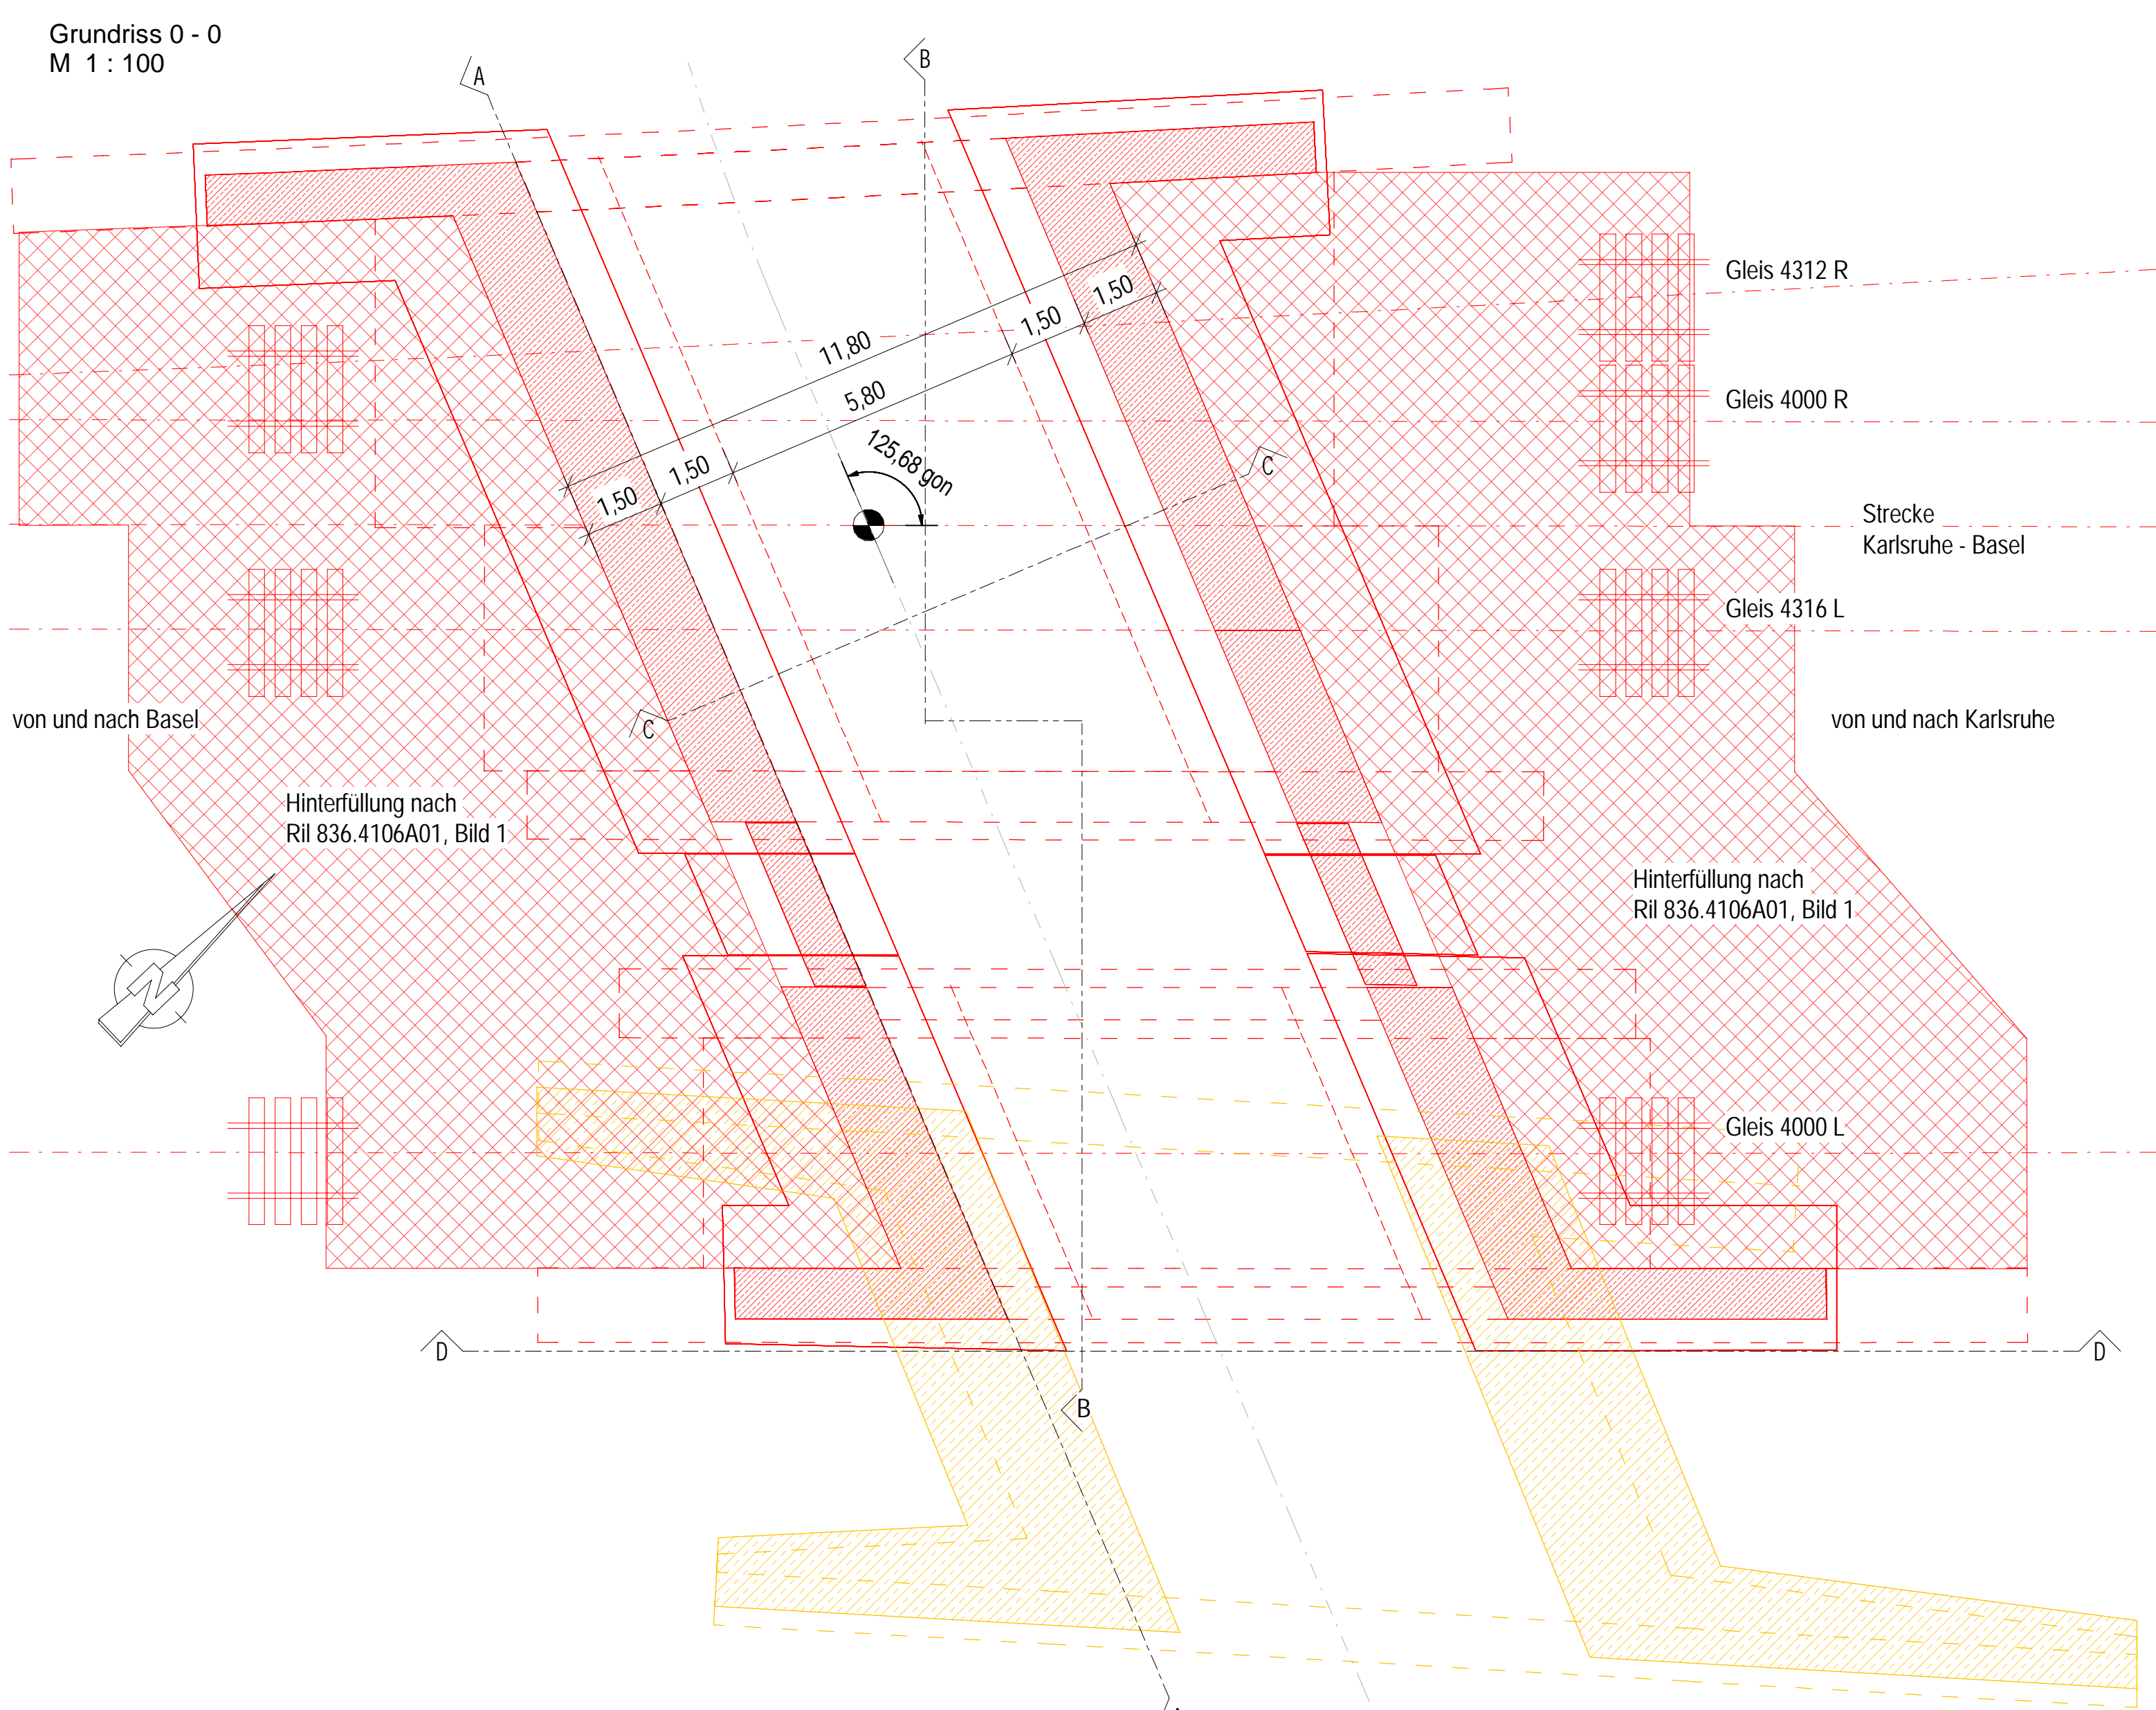 Grundriss 0 - 0
M 1 : 100
A
B
Gleis 4312 R
1,50
1,50
11,80
5,80
Gleis 4000 R
125,68 gon
C
1,50
1,50
Strecke
Karlsruhe - Basel
Gleis 4316 L
von und nach Basel
C
von und nach Karlsruhe
Hinterfüllung nach
Ril 836.4106A01, Bild 1
Hinterfüllung nach
Ril 836.4106A01, Bild 1
N
Gleis 4000 L
D
D
B